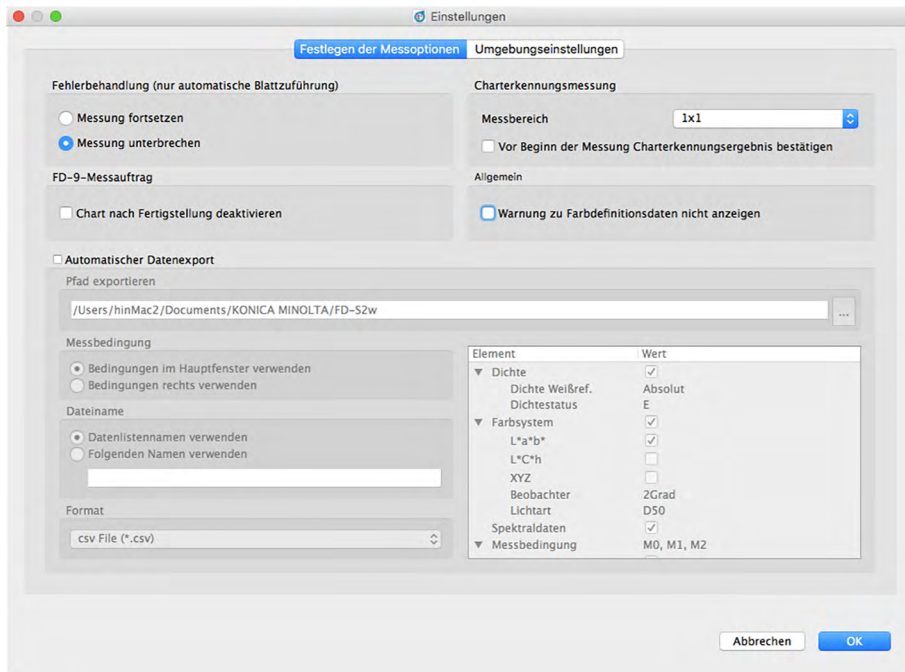 Einstellungen
Festlegen der Messoptionen
Umgebungseinstellungen
Fehlerbehandlung (nur automatische Blattzuführung)
Messung fortsetzen
Messung unterbrechen
Charterkennungsmessung
Messbereich
1x1
Vor Beginn der Messung Charterkennungsergebnis bestätigen
FD-9-Messauftrag
Chart nach Fertigstellung deaktivieren
Allgemein
Warnung zu Farbdefinitionsdaten nicht anzeigen
Automatischer Datenexport
Pfad exportieren
/Users/hinMac2/Documents/KONICA MINOLTA/FD-S2w
...
Messbedingung
Bedingungen im Hauptfenster verwenden
Bedingungen rechts verwenden
Dateiname
Datenlistennamen verwenden
Folgenden Namen verwenden
Format
csv File (*.csv)
Element Wert
Dichte
Dichte Weißref. Absolut
Dichtestatus E
Farbsystem
L*a*b*
L*C*h
XYZ
Beobachter 2Grad
Lichtart D50
Spektraldaten
Messbedingung M0, M1, M2
Abbrechen
OK